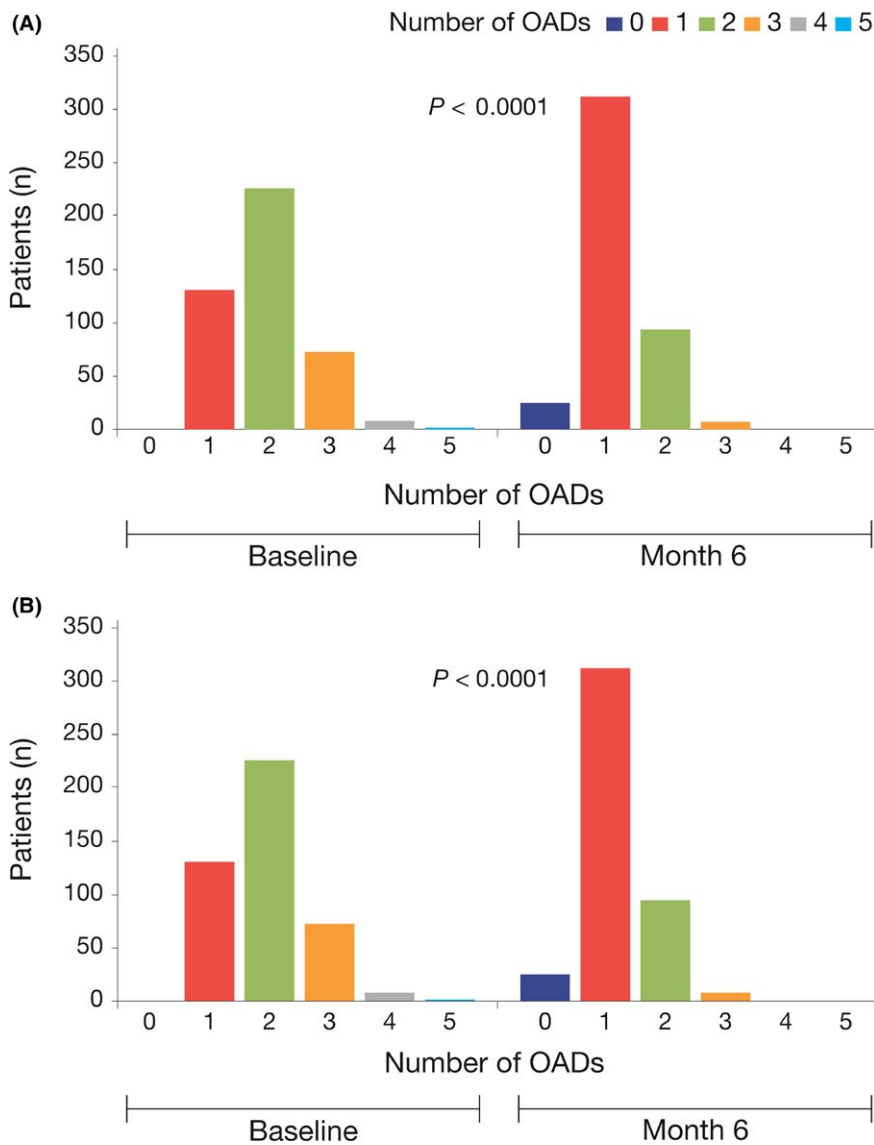 (A)
Number of OADs 0 1 2 3 4 5
350
300
250
200
150
100
50
0
Patients (n)
P < 0.0001
0 1 2 3 4 5 0 1 2 3 4 5
Number of OADs
Baseline Month 6
(B)
350
300
250
200
150
100
50
0
Patients (n)
P < 0.0001
0 1 2 3 4 5 0 1 2 3 4 5
Number of OADs
Baseline Month 6